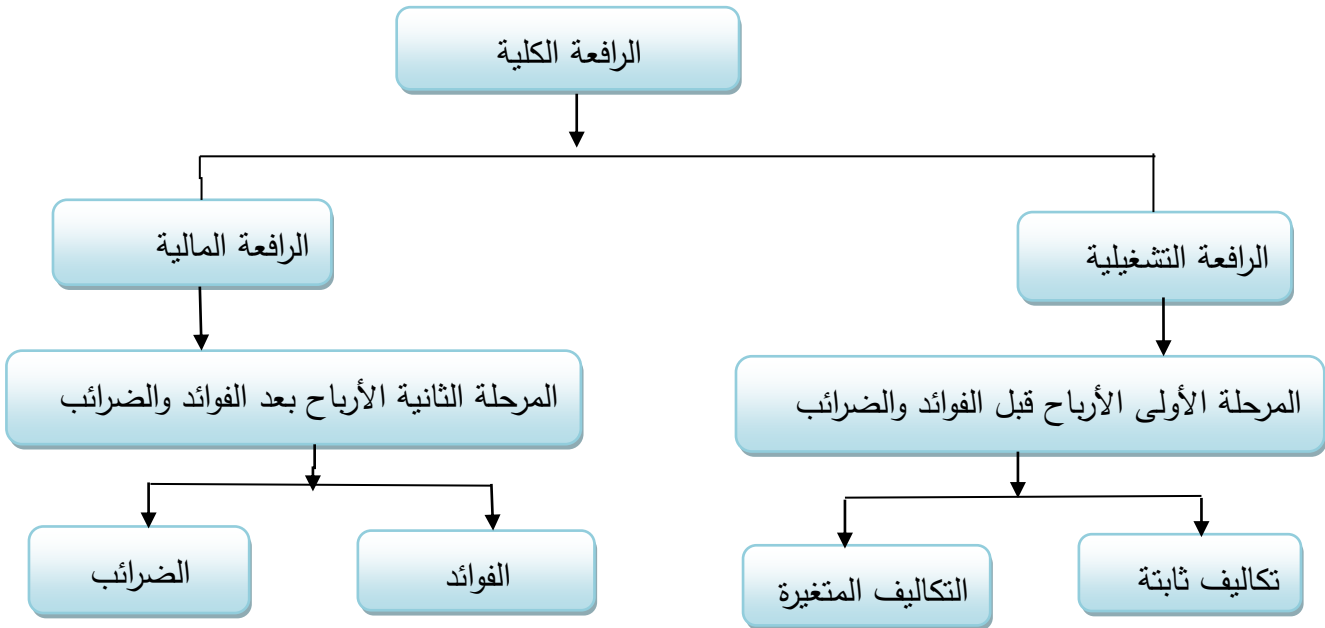 الرافعة الكلية
الرافعة التشغيلية
الرافعة المالية
المرحلة الأولى الأرباح قبل الفوائد والضرائب
المرحلة الثانية الأرباح بعد الفوائد والضرائب
تكاليف ثابتة
التكاليف المتغيرة
الفوائد
الضرائب